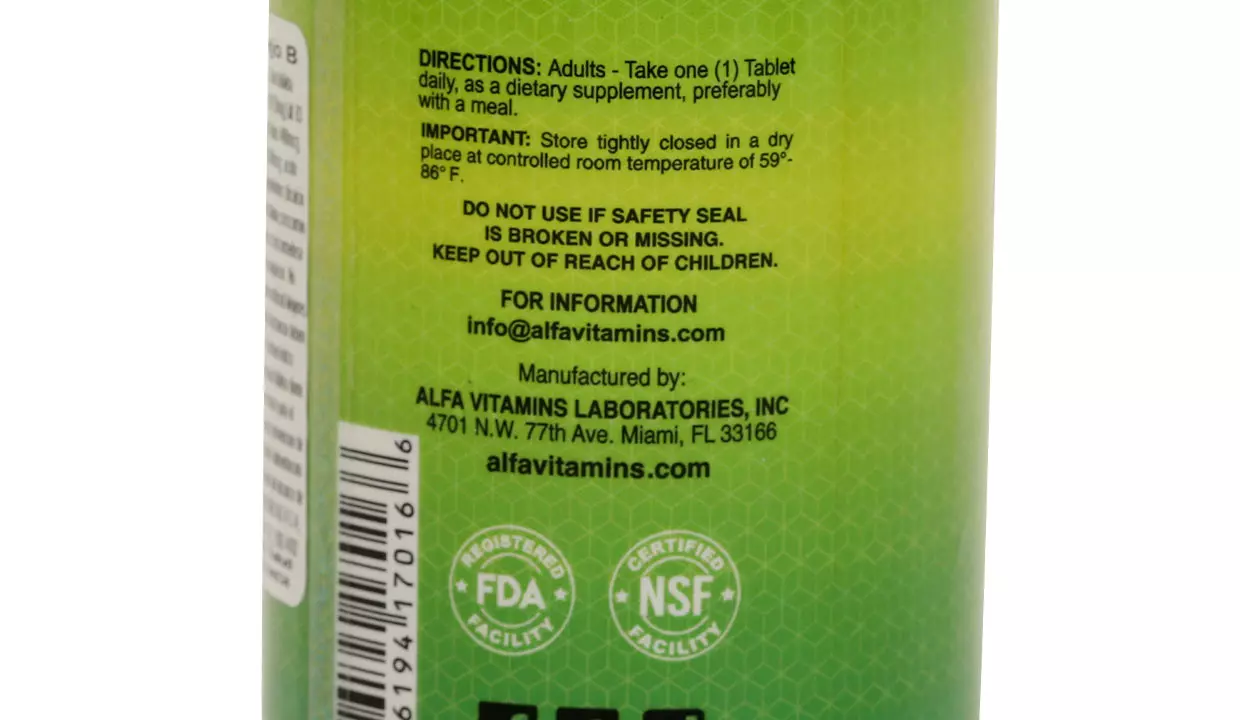 DIRECTIONS: Adults - Take one (1) Tablet
daily, as a dietary supplement, preferably
with a meal.
IMPORTANT: Store tightly closed in a dry
place at controlled room temperature of 59°-
86° F.
DO NOT USE IF SAFETY SEAL
IS BROKEN OR MISSING.
KEEP OUT OF REACH OF CHILDREN.
FOR INFORMATION
info@alfavitamins.com
Manufactured by:
ALFA VITAMINS LABORATORIES, INC
4701 N.W. 77th Ave. Miami, FL 33166
alfavitamins.com
61941 17016 6
REGISTERED
FDA
FACILITY
CERTIFIED
NSF
FACILITY